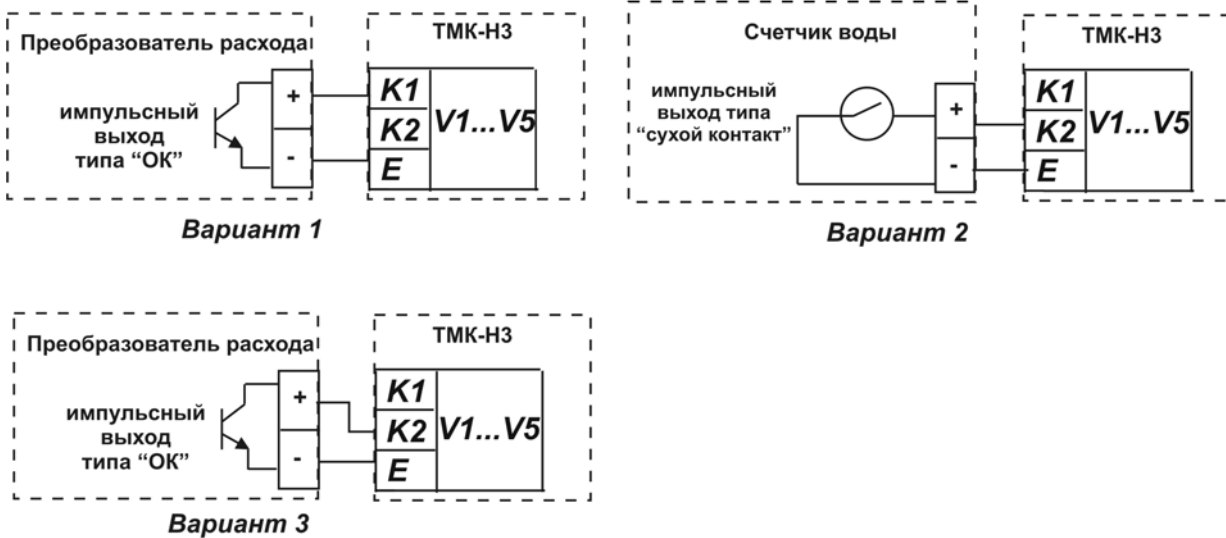 Преобразователь расхода
импульсный
выход
типа “ОК”
+
-
ТМК-Н3
K1
K2
E
V1...V5
Вариант 1
Счетчик воды
импульсный
выход типа
“сухой контакт”
+
-
ТМК-Н3
K1
K2
E
V1...V5
Вариант 2
Преобразователь расхода
импульсный
выход
типа “ОК”
+
-
ТМК-Н3
K1
K2
E
V1...V5
Вариант 3